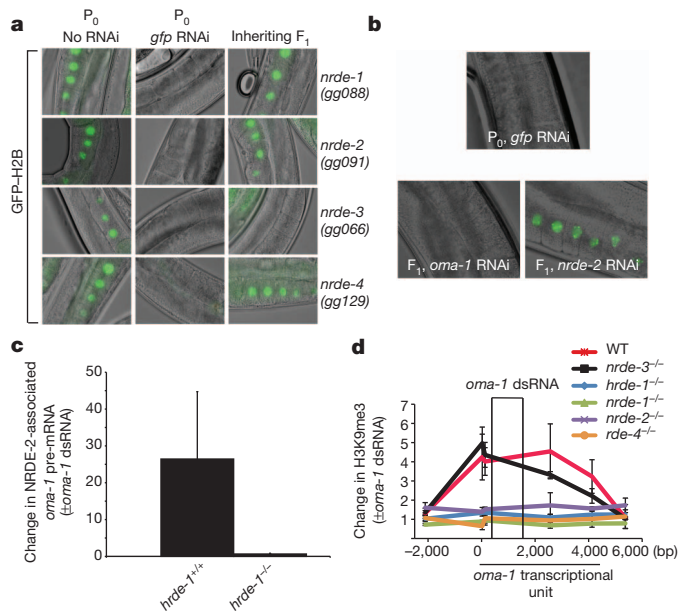 a
P0
No RNAi
P0
gfp RNAi
Inheriting F1
GFP–H2B
nrde-1
(gg088)
nrde-2
(gg091)
nrde-3
(gg066)
nrde-4
(gg129)
b
P0, gfp RNAi
F1, oma-1 RNAi
F1, nrde-2 RNAi
c
Change in NRDE-2-associated
oma-1 pre-mRNA
(±oma-1 dsRNA)
50
40
30
20
10
0
hrde-1+/+
hrde-1−/−
d
WT
nrde-3−/−
hrde-1−/−
nrde-1−/−
nrde-2−/−
rde-4−/−
oma-1 dsRNA
Change in H3K9me3
(±oma-1 dsRNA)
7
6
5
4
3
2
1
−2,000 0 2,000 4,000 6,000 (bp)
oma-1 transcriptional
unit